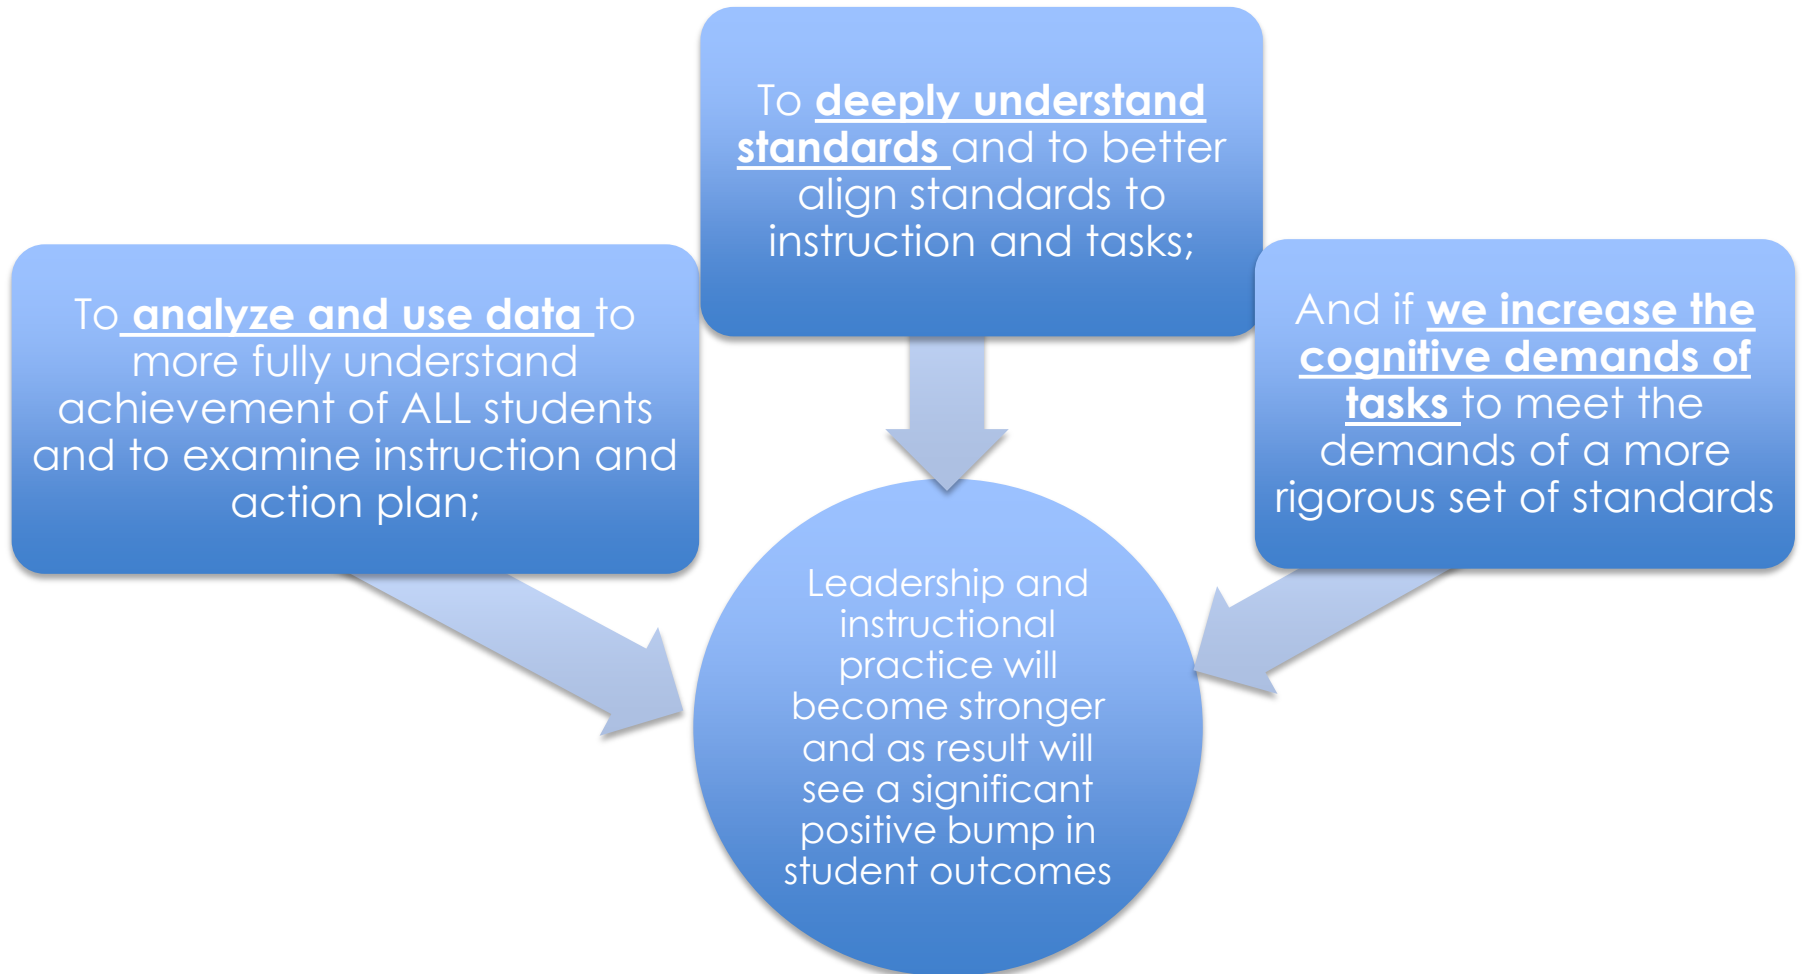 To analyze and use data to
more fully understand
achievement of ALL students
and to examine instruction and
action plan;
To deeply understand
standards and to better
align standards to
instruction and tasks;
And if we increase the
cognitive demands of
tasks to meet the
demands of a more
rigorous set of standards
Leadership and
instructional
practice will
become stronger
and as result will
see a significant
positive bump in
student outcomes